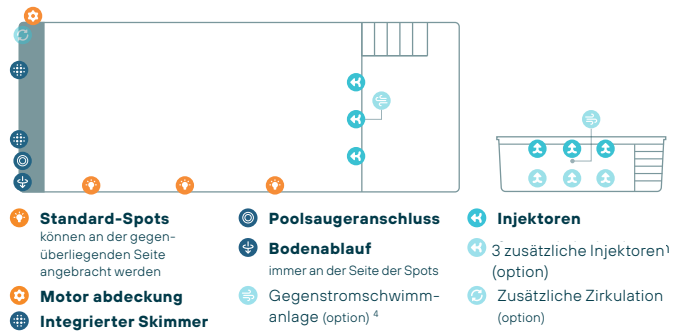 Standard-Spots
können an der gegen-
überliegenden Seite
angebracht werden
Motor abdeckung
Integrierter Skimmer
Poolsaugeranschluss
Bodenablauf
immer an der Seite der Spots
Gegenstromschwimm-
anlage (option) ⁴
Injektoren
3 zusätzliche Injektoren¹
(option)
Zusätzliche Zirkulation
(option)